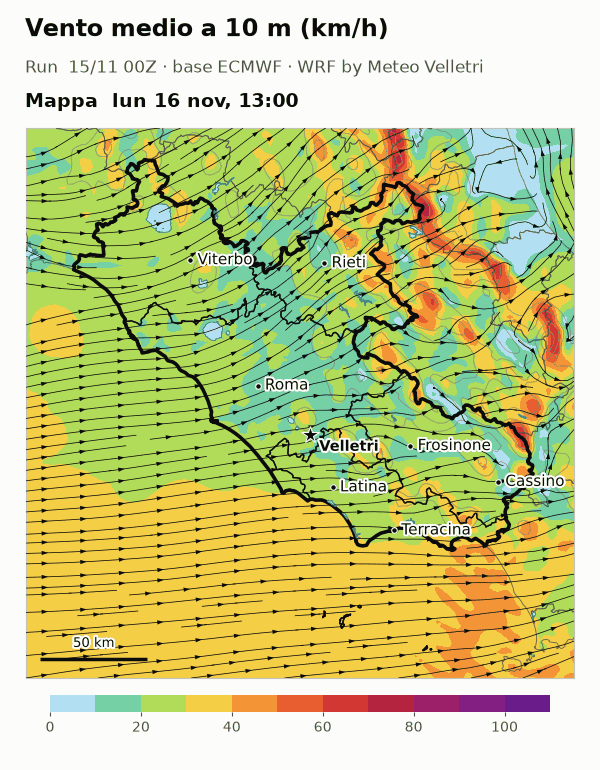 Vento medio a 10 m (km/h)
Run  15/11 00Z · base ECMWF · WRF by Meteo Velletri
Mappa  lun 16 nov, 13:00
Viterbo
Rieti
Roma
Velletri
Frosinone
Latina
Cassino
Terracina
50 km
0 20 40 60 80 100